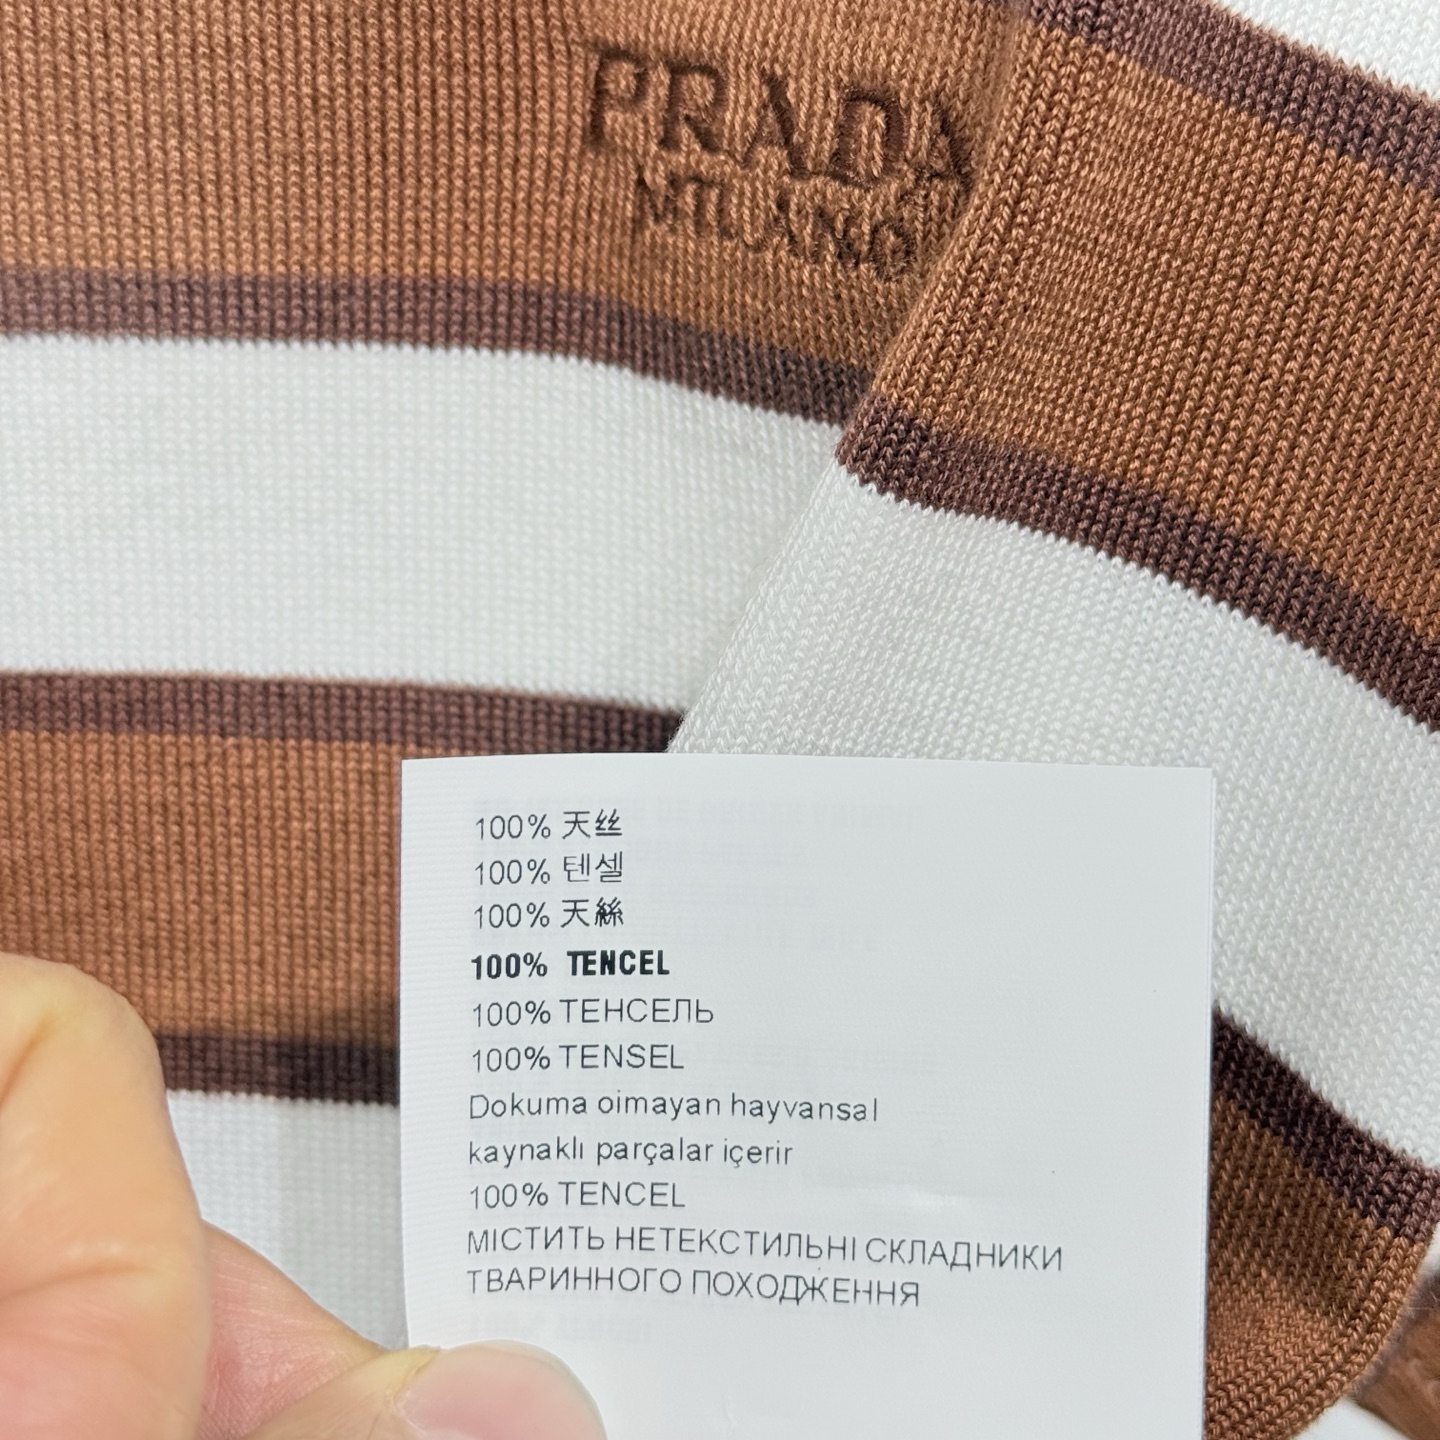 PRADA
MILANO
100% 天丝
100% 텐셀
100% 天絲
100% TENCEL
100% ТЕНСЕЛЬ
100% TENSEL
Dokuma oimayan hayvansal
kaynaklı parçalar içerir
100% TENCEL
МІСТИТЬ НЕТЕКСТИЛЬНІ СКЛАДНИКИ
ТВАРИННОГО ПОХОДЖЕННЯ